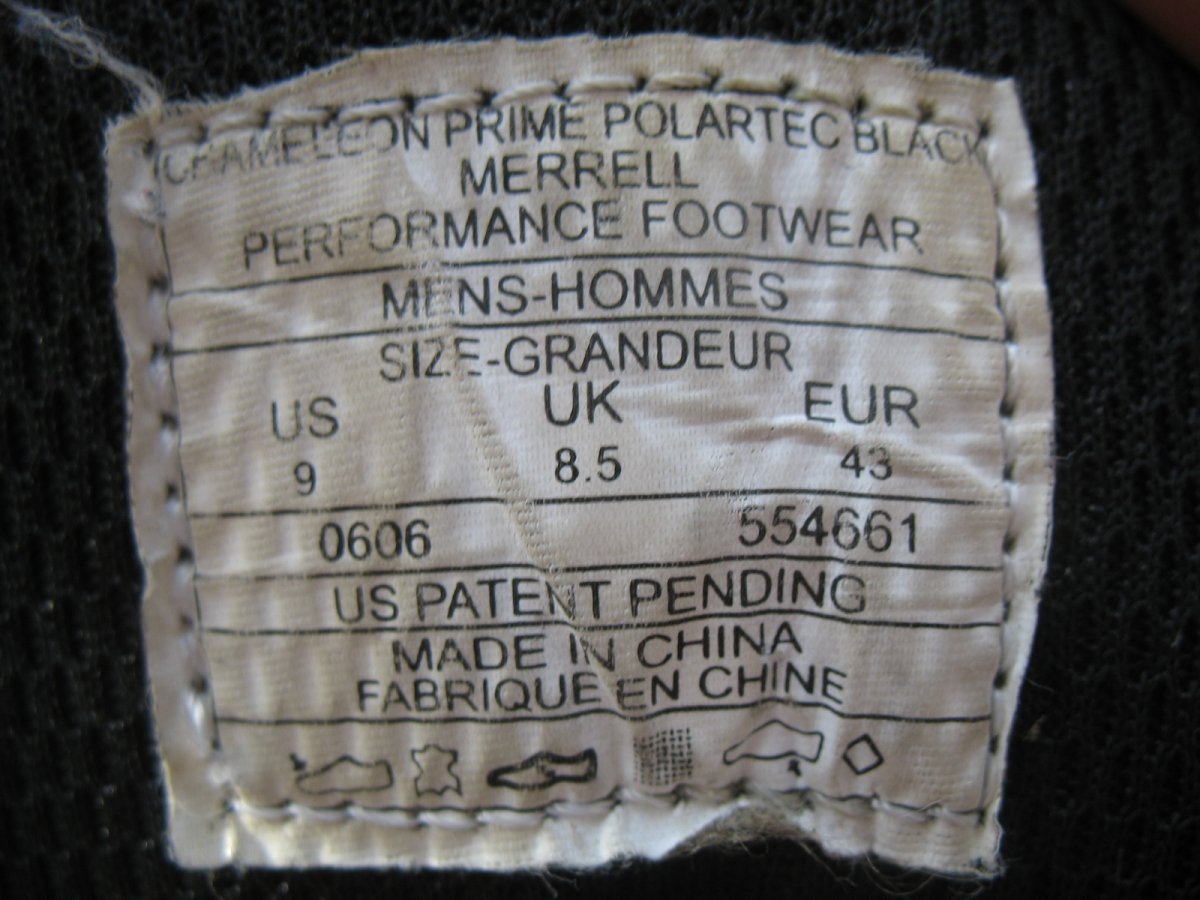 CHAMELEON PRIME POLARTEC BLACK
MERRELL
PERFORMANCE FOOTWEAR
MENS-HOMMES
SIZE-GRANDEUR
US UK EUR
9 8.5 43
0606 554661
US PATENT PENDING
MADE IN CHINA
FABRIQUE EN CHINE